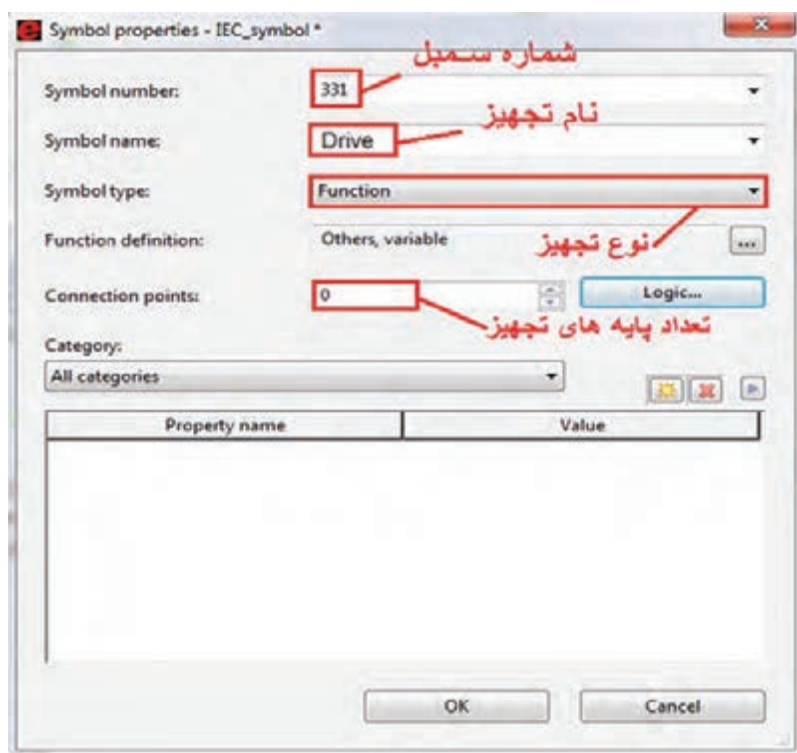 Symbol properties - IEC_symbol *
شماره سمبل
Symbol number: 331
نام تجهیز
Symbol name: Drive
Symbol type: Function
Function definition: Others, variable ...
نوع تجهیز
Connection points: 0 Logic...
تعداد پایه های تجهیز
Category:
All categories
Property name Value
OK Cancel